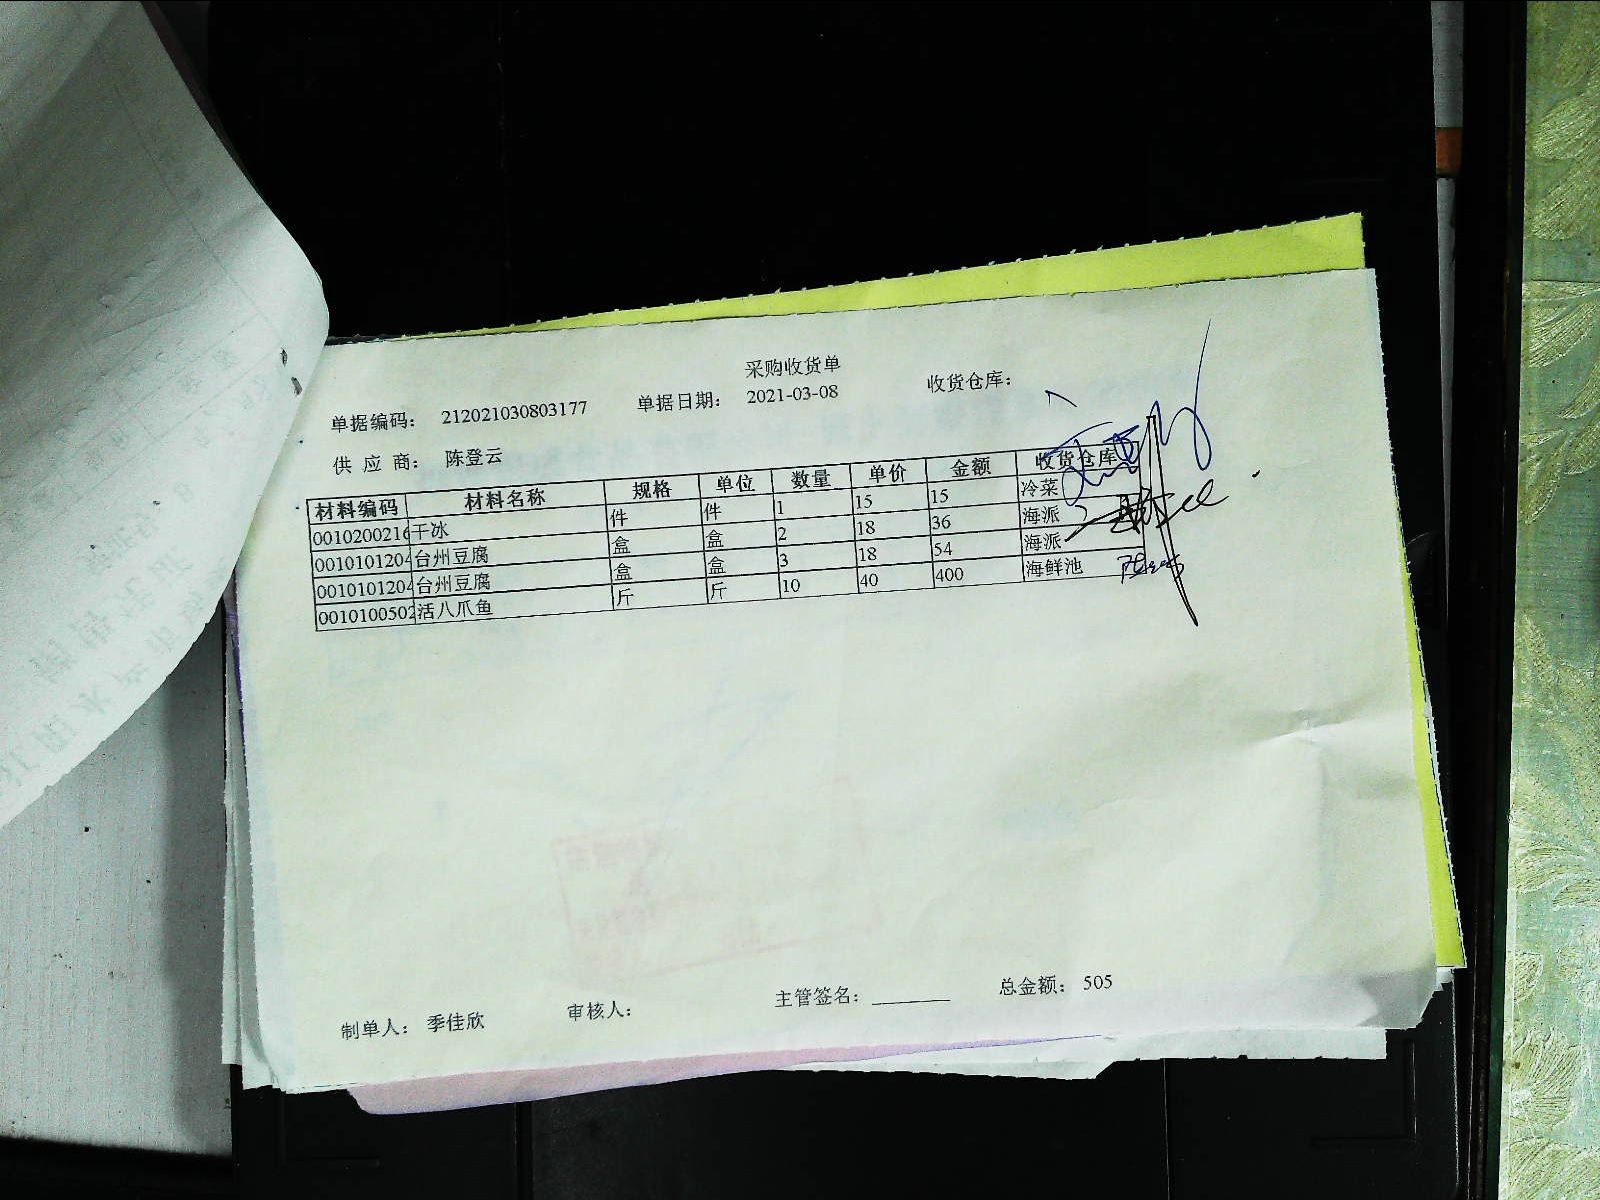 采购收货单
单据编码： 212021030803177 单据日期： 2021-03-08 收货仓库：
供 应 商： 陈登云
材料编码 材料名称 规格 单位 数量 单价 金额 收货仓库
0010200216 干冰 件 件 1 15 15 冷菜
0010101204 台州豆腐 盒 盒 2 18 36 海派
0010101204 台州豆腐 盒 盒 3 18 54 海派
0010100502 活八爪鱼 斤 斤 10 40 400 海鲜池
制单人： 季佳欣 审核人： 主管签名： ________ 总金额： 505